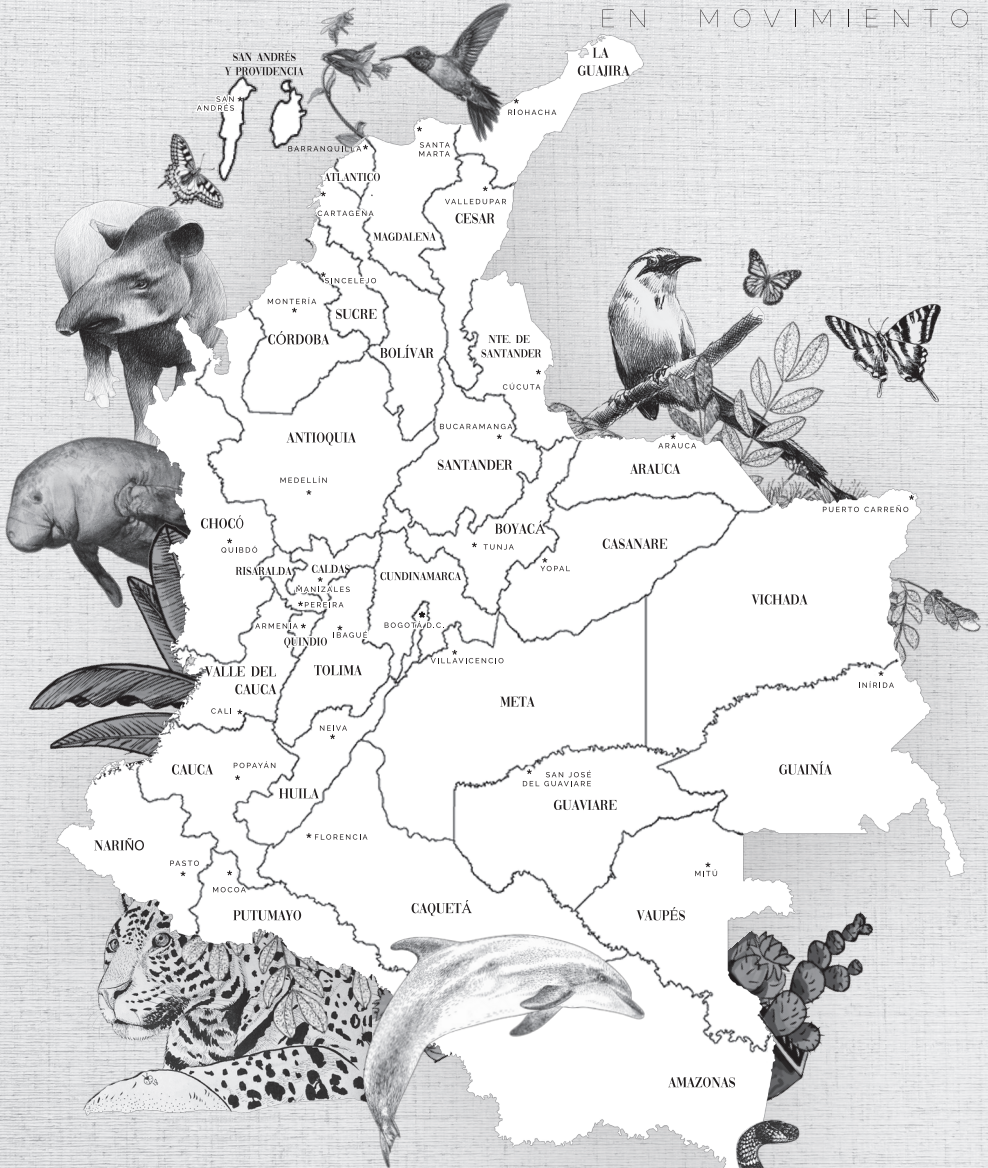 EN MOVIMIENTO
LA
GUAJIRA
SAN ANDRÉS
Y PROVIDENCIA
SAN
ANDRÉS
RIOHACHA
SANTA
MARTA
BARRANQUILLA
ATLANTICO
VALLEDUPAR
CARTAGENA
CESAR
MAGDALENA
SINCELEJO
MONTERÍA
SUCRE
CÓRDOBA
BOLÍVAR
NTE. DE
SANTANDER
CÚCUTA
BUCARAMANGA
ANTIOQUIA
ARAUCA
SANTANDER
ARAUCA
MEDELLÍN
PUERTO CARREÑO
CHOCÓ
BOYACÁ
QUIBDÓ
TUNJA
CASANARE
YOPAL
RISARALDA
CALDAS
CUNDINAMARCA
MANIZALES
PEREIRA
VICHADA
ARMENIA
IBAGUÉ
BOGOTÁ D.C.
QUINDIO
VILLAVICENCIO
VALLE DEL
CAUCA
TOLIMA
INÍRIDA
META
CALI
NEIVA
CAUCA
POPAYÁN
SAN JOSÉ
DEL GUAVIARE
GUAINÍA
HUILA
GUAVIARE
FLORENCIA
NARIÑO
PASTO
MITÚ
MOCOA
PUTUMAYO
CAQUETÁ
VAUPÉS
AMAZONAS